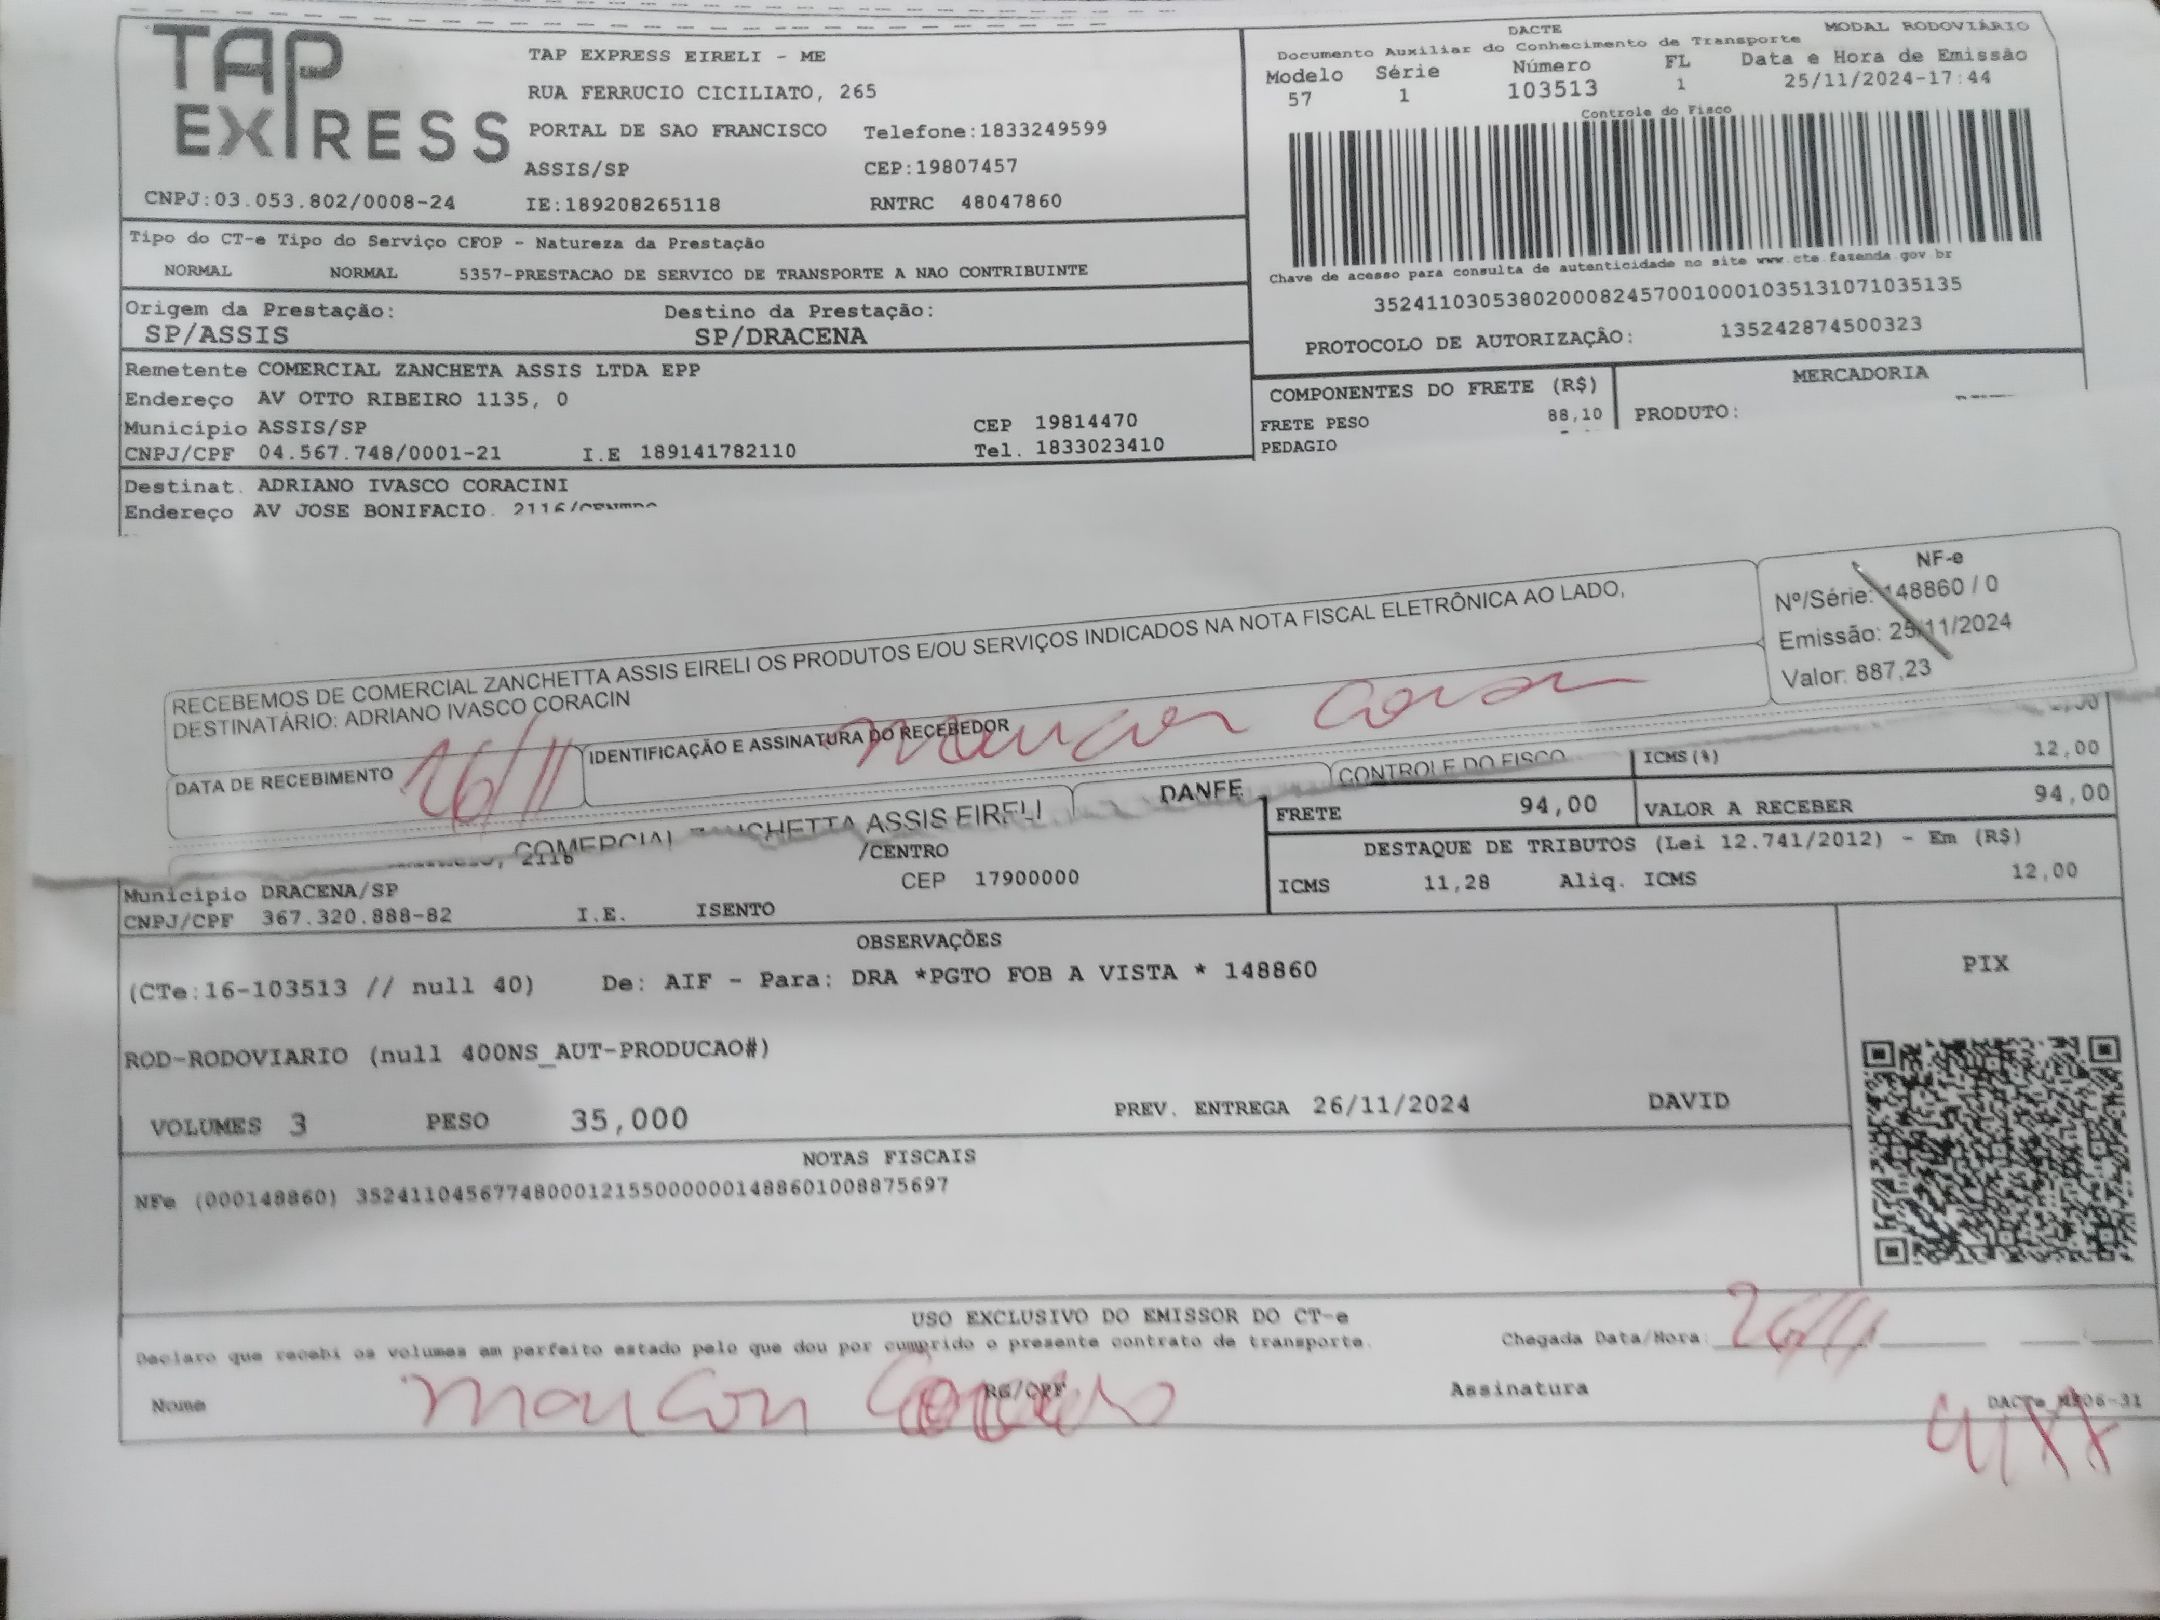 TAP EXPRESS
TAP EXPRESS EIRELI - ME
RUA FERRUCIO CICILIATO, 265
PORTAL DE SAO FRANCISCO Telefone:1833249599
ASSIS/SP CEP:19807457
CNPJ:03.053.802/0008-24 IE:189208265118 RNTRC 48047860
DACTE MODAL RODOVIÁRIO
Documento Auxiliar do Conhecimento de Transporte
Modelo Série Número FL Data e Hora de Emissão
57 1 103513 1 25/11/2024-17:44
Controle do Fisco
Chave de acesso para consulta de autenticidade no site www.cte.fazenda.gov.br
35241103053802000824570010001035131071035135
PROTOCOLO DE AUTORIZAÇÂO: 135242874500323
Tipo do CT-e Tipo do Serviço CFOP - Natureza da Prestação
NORMAL NORMAL 5357-PRESTACAO DE SERVICO DE TRANSPORTE A NAO CONTRIBUINTE
Origem da Prestação: Destino da Prestação:
SP/ASSIS SP/DRACENA
Remetente COMERCIAL ZANCHETA ASSIS LTDA EPP
Endereço AV OTTO RIBEIRO 1135, 0
Município ASSIS/SP CEP 19814470
CNPJ/CPF 04.567.748/0001-21 I.E 189141782110 Tel. 1833023410
COMPONENTES DO FRETE (R$) MERCADORIA
FRETE PESO 88,10 PRODUTO:
PEDAGIO
Destinat. ADRIANO IVASCO CORACINI
Endereço AV JOSE BONIFACIO, 2116/CENTRO
RECEBEMOS DE COMERCIAL ZANCHETTA ASSIS EIRELI OS PRODUTOS E/OU SERVIÇOS INDICADOS NA NOTA FISCAL ELETRÔNICA AO LADO,
DESTINATÁRIO: ADRIANO IVASCO CORACIN
NF-e
Nº/Série: 148860 / 0
Emissão: 25/11/2024
Valor: 887,23
DATA DE RECEBIMENTO 26/11 IDENTIFICAÇÃO E ASSINATURA DO RECEBEDOR
COMERCIAL ZANCHETTA ASSIS EIRELI DANFE CONTROLE DO FISCO
ICMS(%) 12,00
FRETE 94,00 VALOR A RECEBER 94,00
DESTAQUE DE TRIBUTOS (Lei 12.741/2012) - Em (R$)
ICMS 11,28 Aliq. ICMS 12,00
2116 /CENTRO
Município DRACENA/SP CEP 17900000
CNPJ/CPF 367.320.888-82 I.E. ISENTO
OBSERVAÇÕES
(CTe:16-103513 // null 40) De: AIF - Para: DRA *PGTO FOB A VISTA * 148860
ROD-RODOVIARIO (null 400NS_AUT-PRODUCAO#)
VOLUMES 3 PESO 35,000 PREV. ENTREGA 26/11/2024 DAVID
PIX
NOTAS FISCAIS
NFe (000148860) 35241104567748000121550000001488601008875697
USO EXCLUSIVO DO EMISSOR DO CT-e
Declaro que recebi os volumes em perfeito estado pelo que dou por cumprido o presente contrato de transporte. Chegada Data/Hora: 26/11
Nome RG/CPF Assinatura